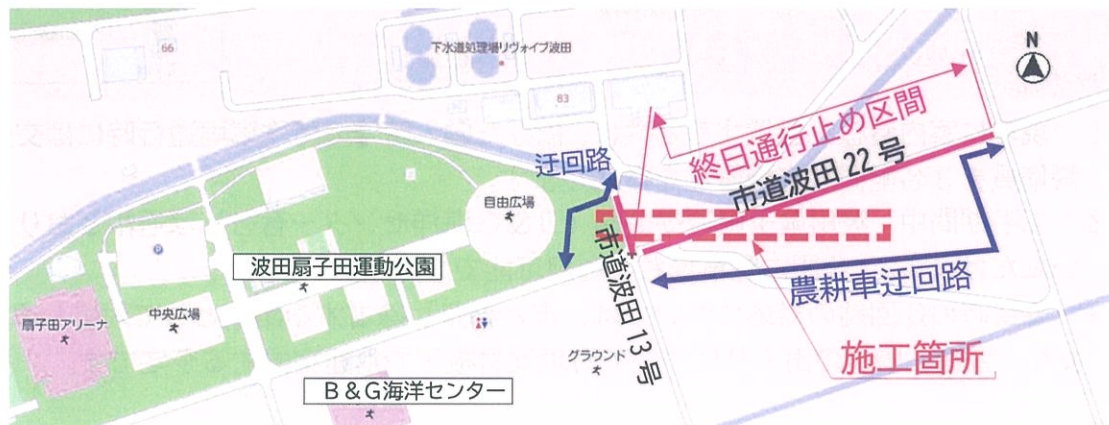 66
下水道処理場リヴォイブ波田
83
N
終日通行止め区間
市道波田 22 号
迂回路
自由広場
P
波田扇子田運動公園
扇子田アリーナ
中央広場
市道波田 13 号
農耕車迂回路
グラウンド
施工箇所
B&G海洋センター